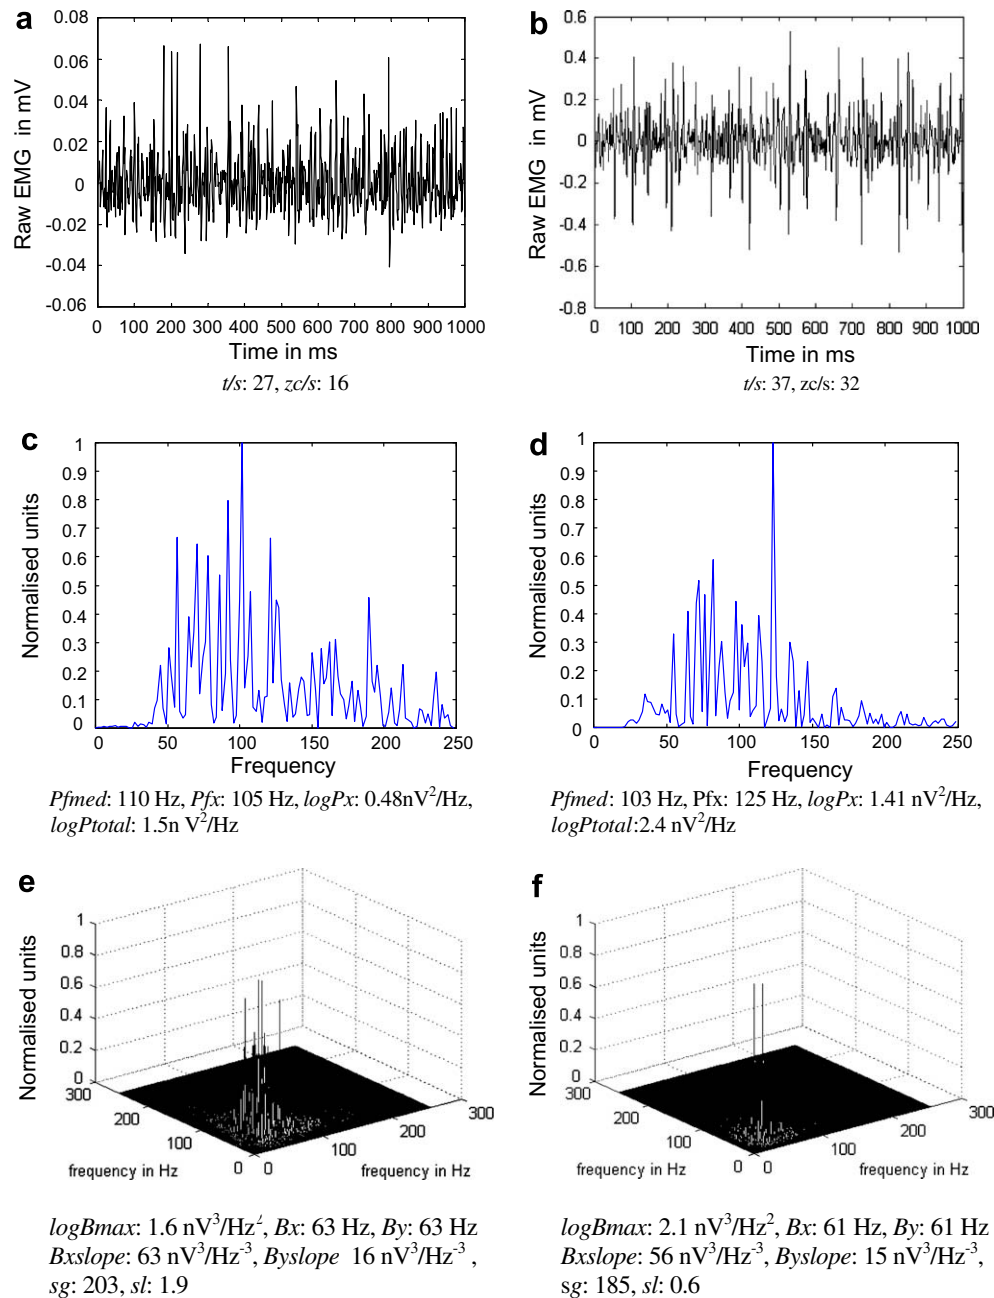 a
0.08
0.06
0.04
0.02
0
-0.02
-0.04
-0.06
Raw EMG in mV
0 100 200 300 400 500 600 700 800 900 1000
Time in ms
t/s: 27, zc/s: 16
b
0.6
0.4
0.2
0
-0.2
-0.4
-0.6
-0.8
Raw EMG in mV
0 100 200 300 400 500 600 700 800 900 1000
Time in ms
t/s: 37, zc/s: 32
c
1
0.9
0.8
0.7
0.6
0.5
0.4
0.3
0.2
0.1
0
Normalised units
0 50 100 150 200 250
Frequency
Pfmed: 110 Hz, Pfx: 105 Hz, logPx: 0.48nV²/Hz,
logPtotal: 1.5n V²/Hz
d
1
0.9
0.8
0.7
0.6
0.5
0.4
0.3
0.2
0.1
0
Normalised units
0 50 100 150 200 250
Frequency
Pfmed: 103 Hz, Pfx: 125 Hz, logPx: 1.41 nV²/Hz,
logPtotal:2.4 nV²/Hz
e
1
0.8
0.6
0.4
0.2
0
Normalised units
300
200
100
0
0
100
200
300
frequency in Hz
frequency in Hz
logBmax: 1.6 nV³/Hz², Bx: 63 Hz, By: 63 Hz
Bxslope: 63 nV³/Hz⁻³, Byslope 16 nV³/Hz⁻³ ,
sg: 203, sl: 1.9
f
1
0.8
0.6
0.4
0.2
0
Normalised units
300
200
100
0
0
100
200
300
frequency in Hz
frequency in Hz
logBmax: 2.1 nV³/Hz², Bx: 61 Hz, By: 61 Hz
Bxslope: 56 nV³/Hz⁻³, Byslope: 15 nV³/Hz⁻³,
sg: 185, sl: 0.6